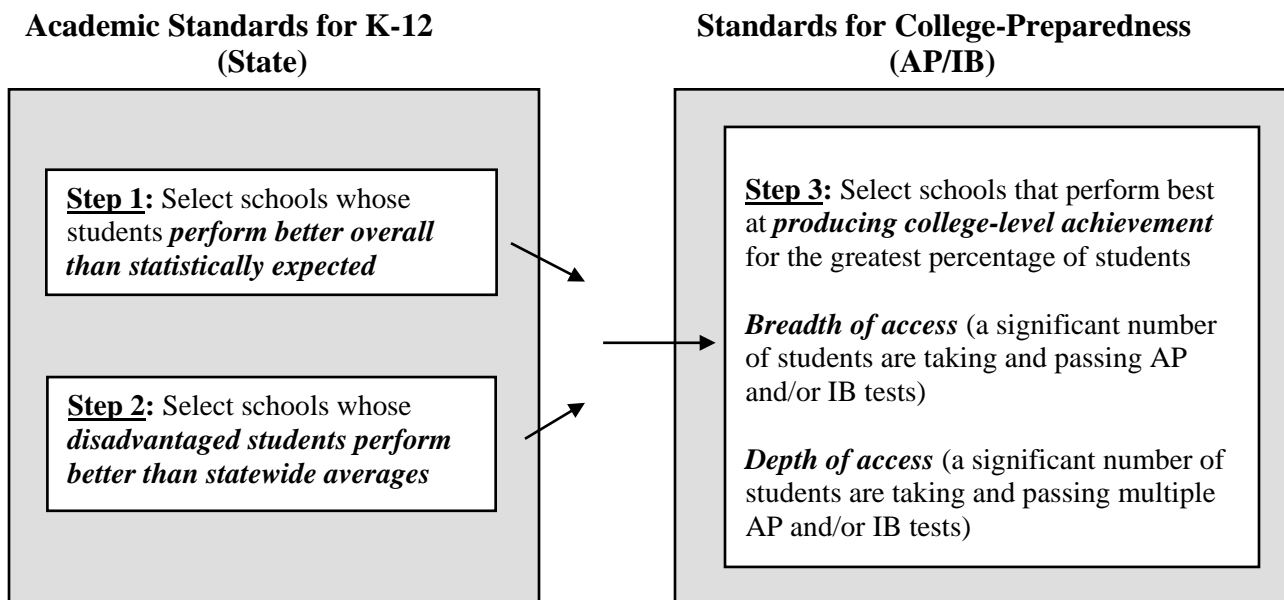 Academic Standards for K-12
(State)
Standards for College-Preparedness
(AP/IB)
Step 1: Select schools whose
students perform better overall
than statistically expected
Step 2: Select schools whose
disadvantaged students perform
better than statewide averages
Step 3: Select schools that perform best
at producing college-level achievement
for the greatest percentage of students
Breadth of access (a significant number
of students are taking and passing AP
and/or IB tests)
Depth of access (a significant number of
students are taking and passing multiple
AP and/or IB tests)